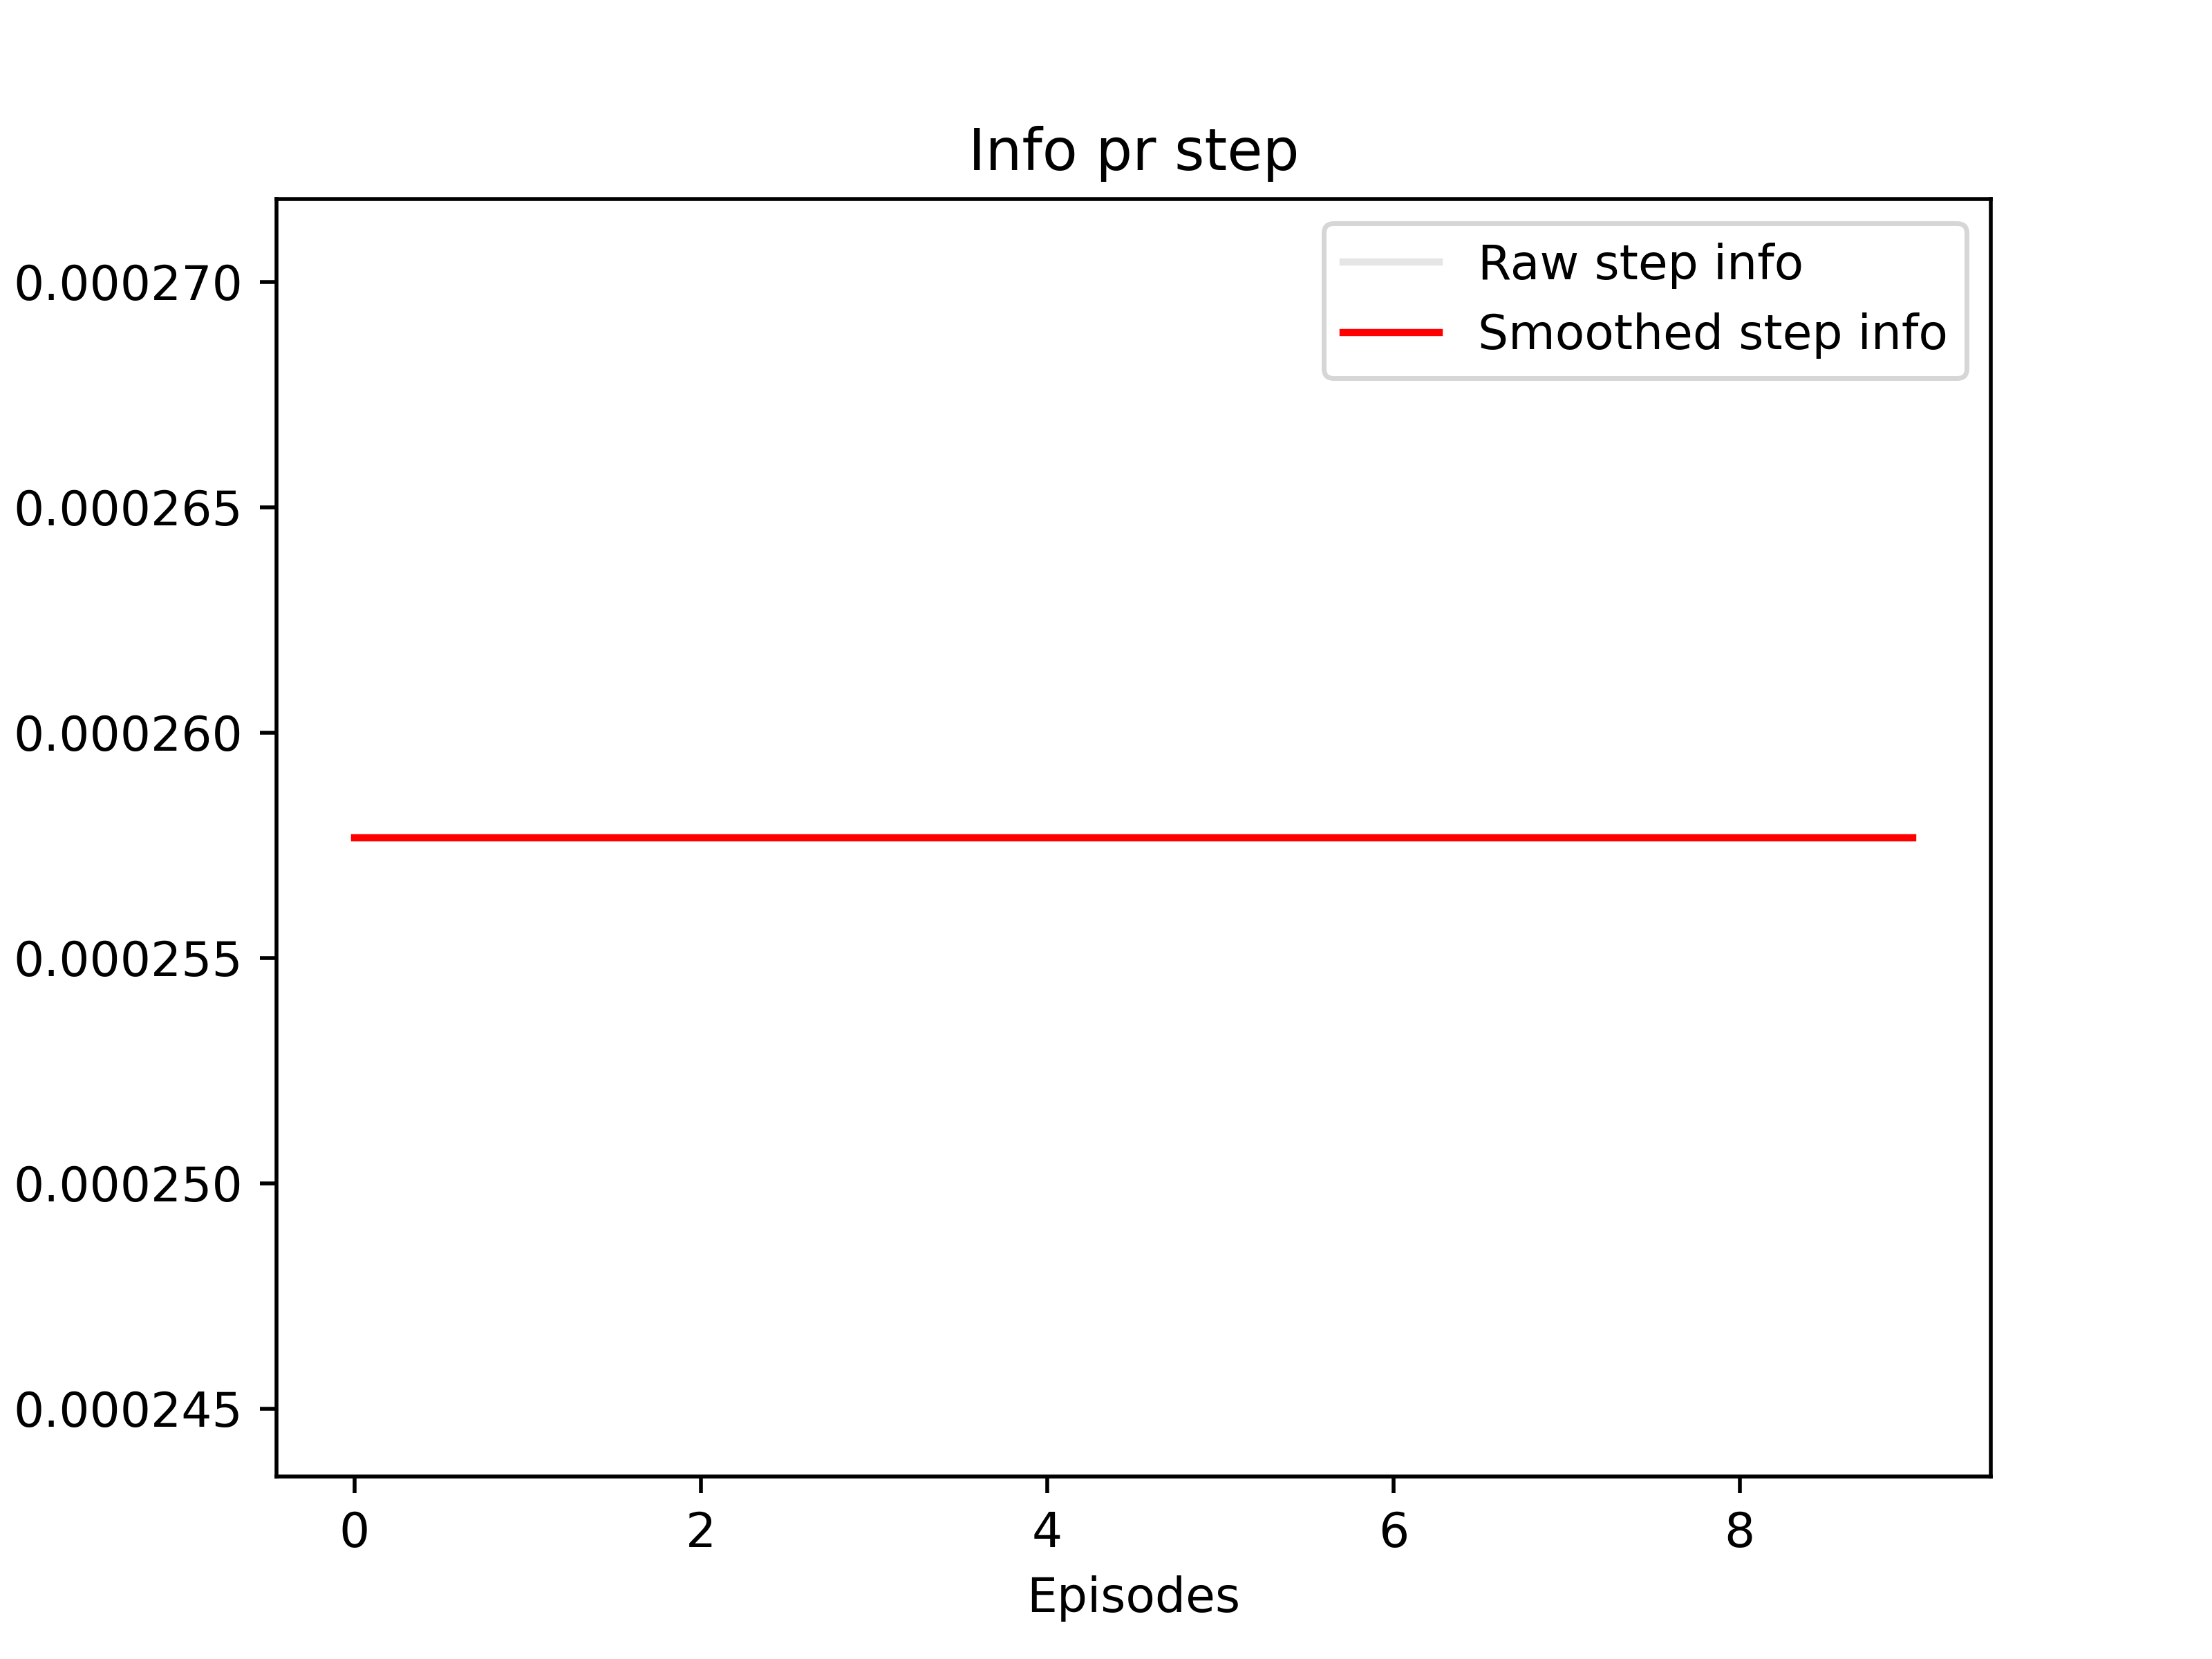 Info pr step
Raw step info
Smoothed step info
0.000270
0.000265
0.000260
0.000255
0.000250
0.000245
0 2 4 6 8
Episodes